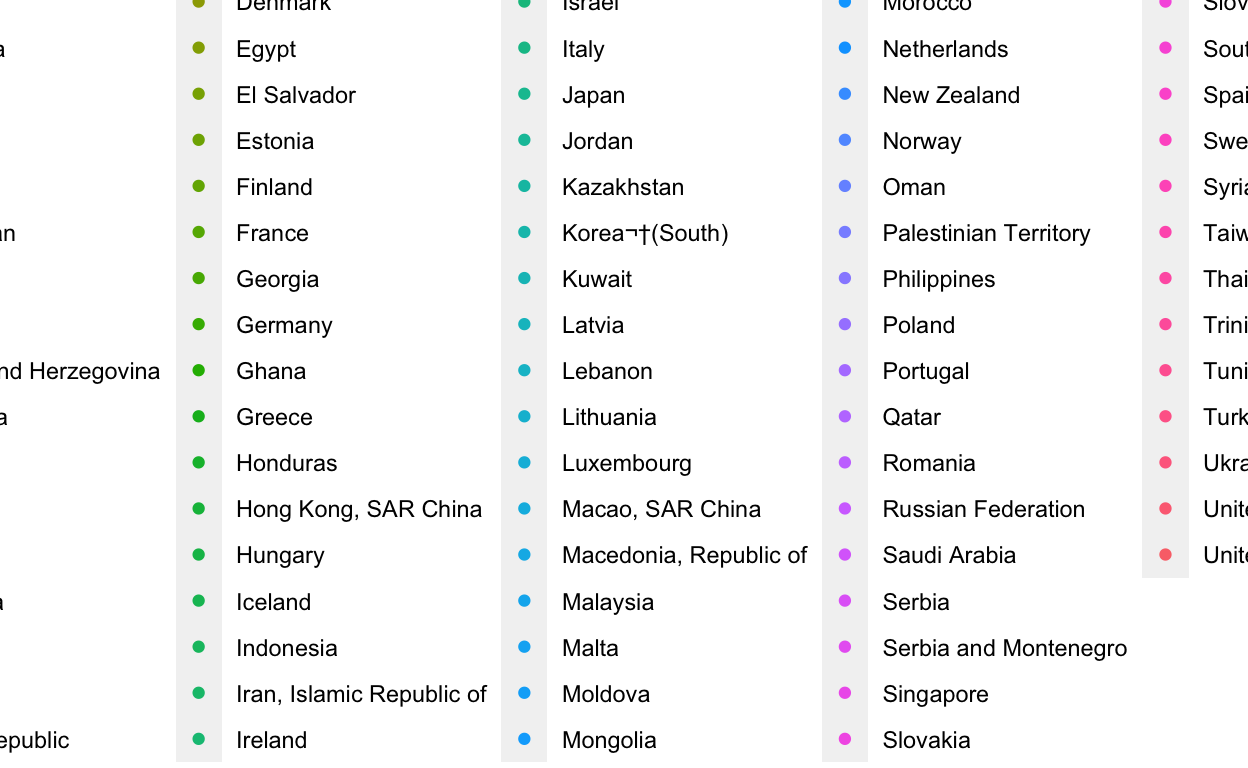 a
an
nd Herzegovina
a
a
epublic
Denmark
Egypt
El Salvador
Estonia
Finland
France
Georgia
Germany
Ghana
Greece
Honduras
Hong Kong, SAR China
Hungary
Iceland
Indonesia
Iran, Islamic Republic of
Ireland
Israel
Italy
Japan
Jordan
Kazakhstan
Korea¬†(South)
Kuwait
Latvia
Lebanon
Lithuania
Luxembourg
Macao, SAR China
Macedonia, Republic of
Malaysia
Malta
Moldova
Mongolia
Morocco
Netherlands
New Zealand
Norway
Oman
Palestinian Territory
Philippines
Poland
Portugal
Qatar
Romania
Russian Federation
Saudi Arabia
Serbia
Serbia and Montenegro
Singapore
Slovakia
Slov
Sout
Spai
Swe
Syria
Taiw
Thai
Trini
Tuni
Turk
Ukra
Unite
Unite